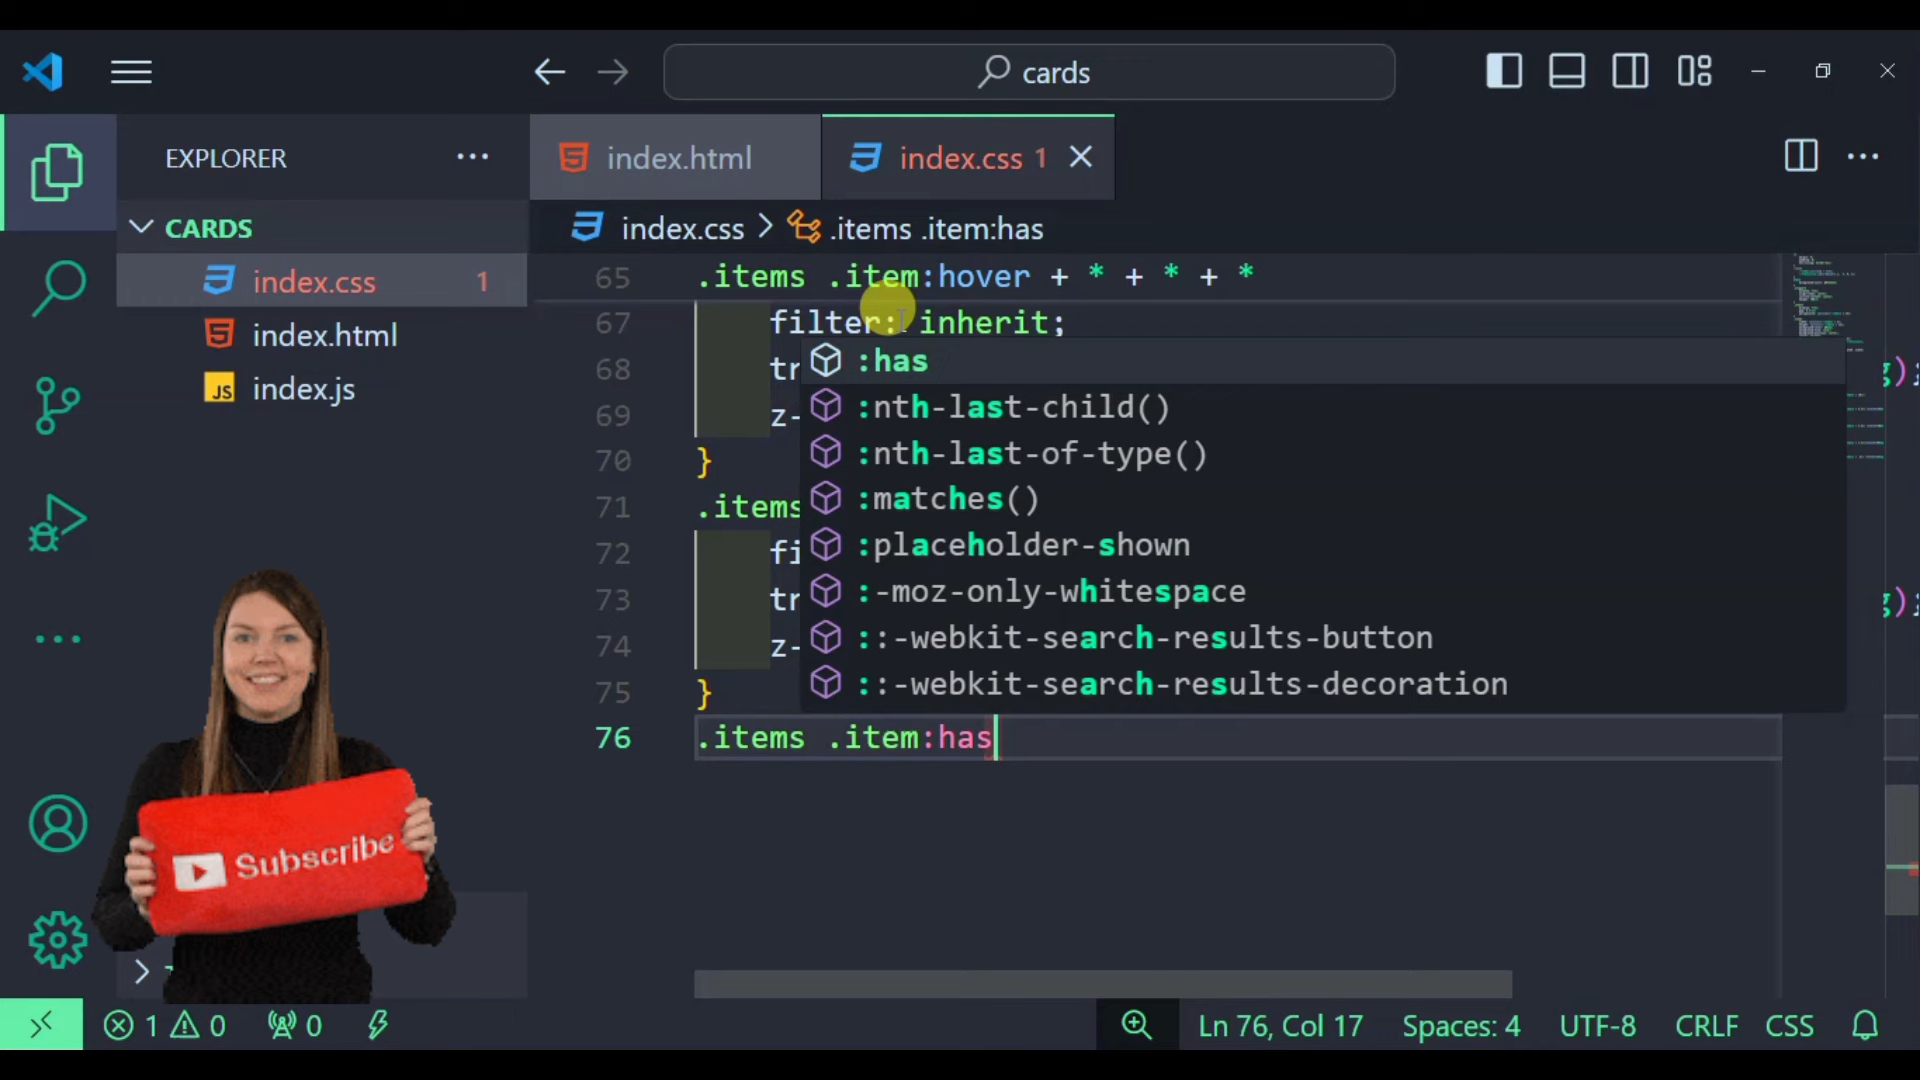 cards
EXPLORER
index.html
index.css 1
CARDS
index.css 1
index.html
index.js
index.css > .items .item:has
65 .items .item:hover + * + * + *
67 filter: inherit;
68 tr
69 z-
70 }
71 .items
72 fi
73 tr
74 z-
75 }
76 .items .item:has
:has
:nth-last-child()
:nth-last-of-type()
:matches()
:placeholder-shown
:-moz-only-whitespace
::-webkit-search-results-button
::-webkit-search-results-decoration
);
);
Subscribe
1 0 0
Ln 76, Col 17 Spaces: 4 UTF-8 CRLF CSS